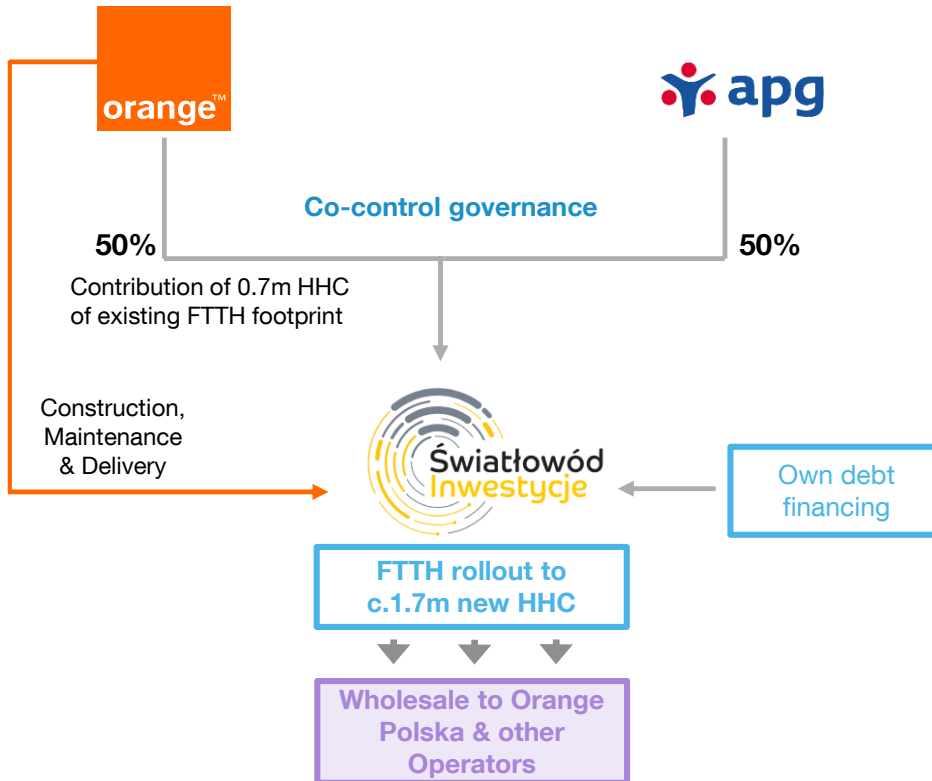 orange™
apg
Co-control governance
50%
50%
Contribution of 0.7m HHC
of existing FTTH footprint
Construction,
Maintenance
& Delivery
Światłowód
Inwestycje
Own debt
financing
FTTH rollout to
c.1.7m new HHC
Wholesale to Orange
Polska & other
Operators